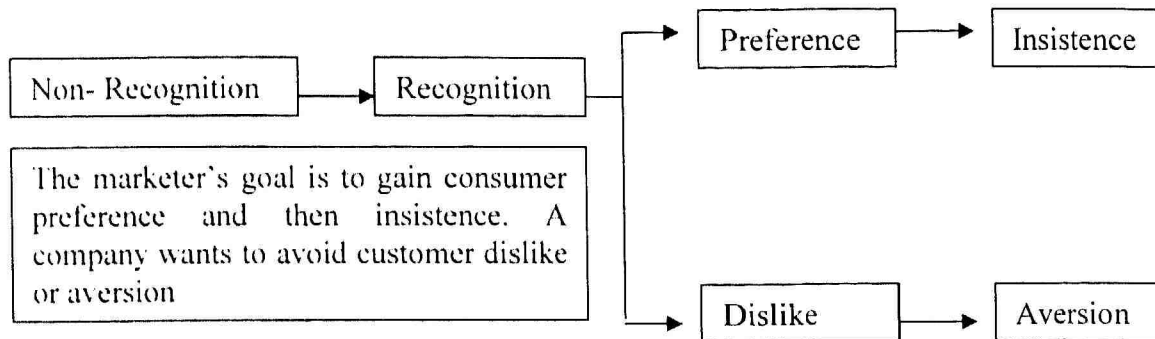 Preference
Insistence
Non- Recognition
Recognition
The marketer's goal is to gain consumer
preference and then insistence. A
company wants to avoid customer dislike
or aversion
Dislike
Aversion